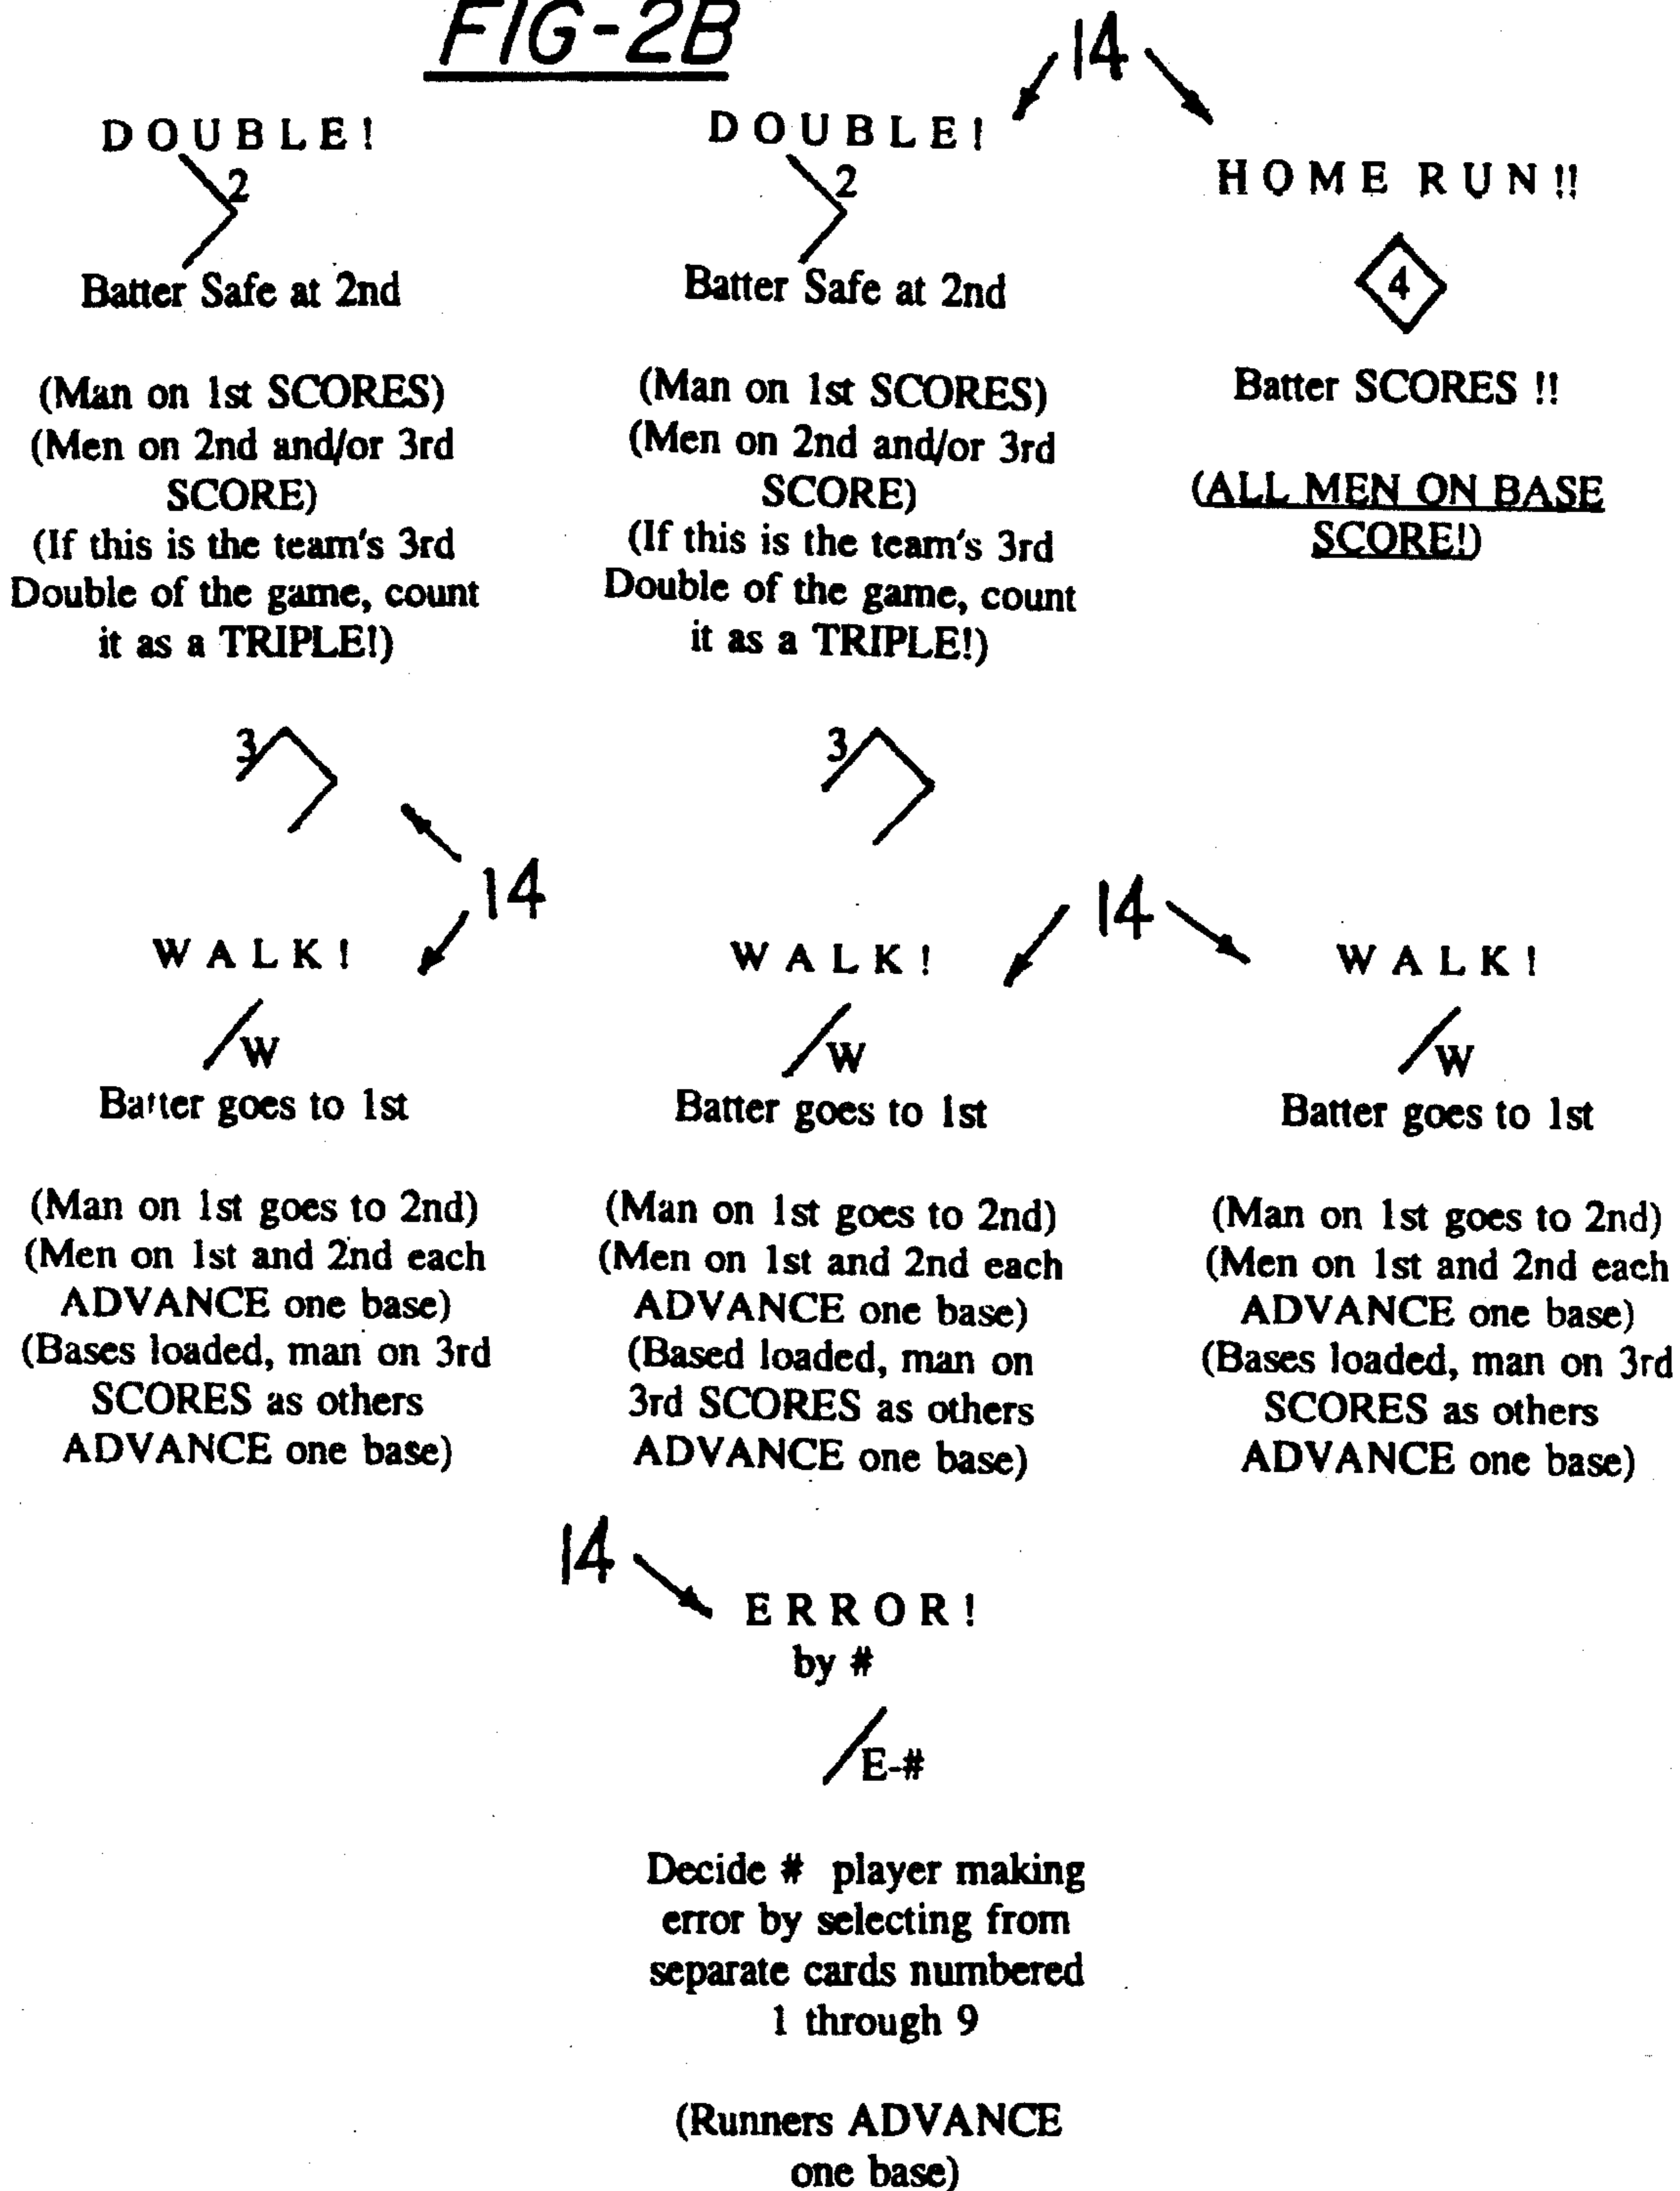 FIG-2B
14
DOUBLE!
2
Batter Safe at 2nd
(Man on 1st SCORES)
(Men on 2nd and/or 3rd
SCORE)
(If this is the team's 3rd
Double of the game, count
it as a TRIPLE!)
3
DOUBLE!
2
Batter Safe at 2nd
(Man on 1st SCORES)
(Men on 2nd and/or 3rd
SCORE)
(If this is the team's 3rd
Double of the game, count
it as a TRIPLE!)
3
HOME RUN!!
4
Batter SCORES !!
(ALL MEN ON BASE
SCORE!)
14
14
WALK!
W
Batter goes to 1st
(Man on 1st goes to 2nd)
(Men on 1st and 2nd each
ADVANCE one base)
(Bases loaded, man on 3rd
SCORES as others
ADVANCE one base)
WALK!
W
Batter goes to 1st
(Man on 1st goes to 2nd)
(Men on 1st and 2nd each
ADVANCE one base)
(Based loaded, man on
3rd SCORES as others
ADVANCE one base)
WALK!
W
Batter goes to 1st
(Man on 1st goes to 2nd)
(Men on 1st and 2nd each
ADVANCE one base)
(Bases loaded, man on 3rd
SCORES as others
ADVANCE one base)
14
ERROR!
by #
E-#
Decide # player making
error by selecting from
separate cards numbered
1 through 9
(Runners ADVANCE
one base)